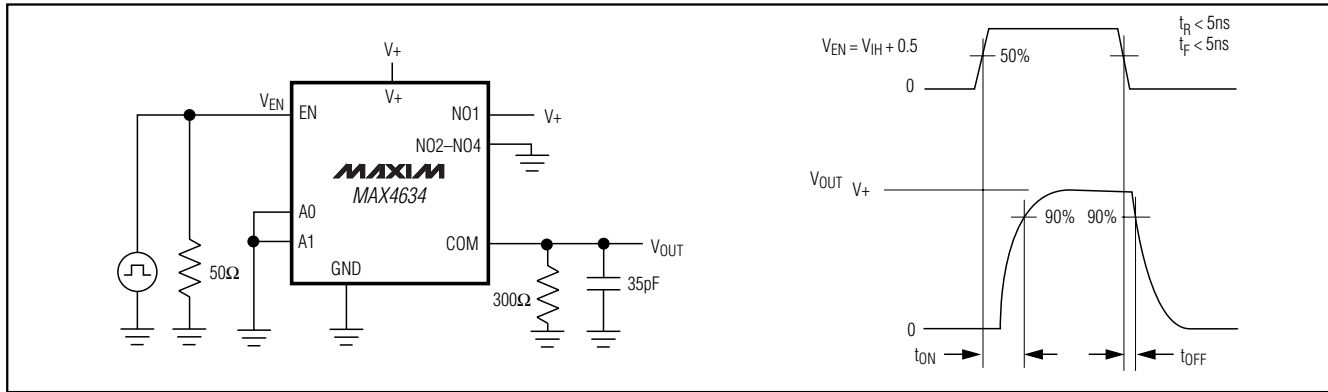 V+
V+
VEN
EN
NO1
V+
NO2–NO4
MAXIM
MAX4634
A0
A1
COM
VOUT
GND
50Ω
300Ω
35pF
VEN = VIH + 0.5
50%
tR < 5ns
tF < 5ns
0
VOUT
V+
90%
90%
0
tON
tOFF